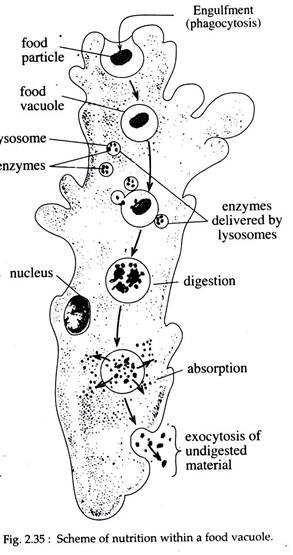 Engulfment
(phagocytosis)
food
particle
food
vacuole
ysosome
enzymes
enzymes
delivered by
lysosomes
nucleus
digestion
absorption
exocytosis of
undigested
material
Fig. 2.35 : Scheme of nutrition within a food vacuole.